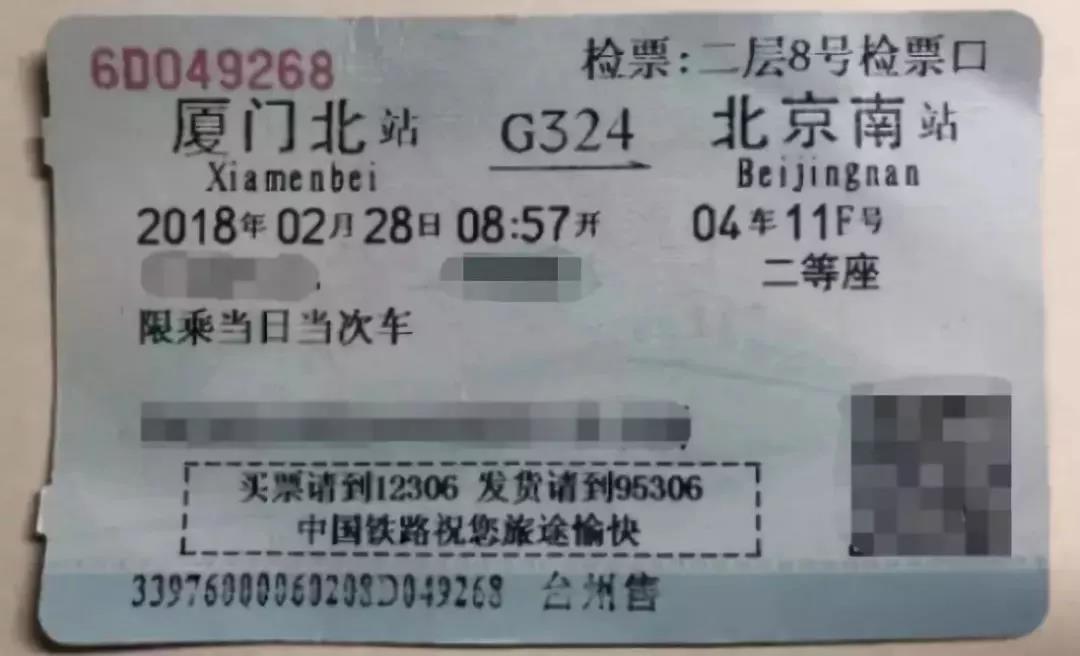 6D049268 检票:二层8号检票口
厦门北站 G324 北京南站
Xiamenbei Beijingnan
2018年02月28日08:57开 04车11F号
二等座
限乘当日当次车
买票请到12306 发货请到95306
中国铁路祝您旅途愉快
33976000060208D049268 台州售